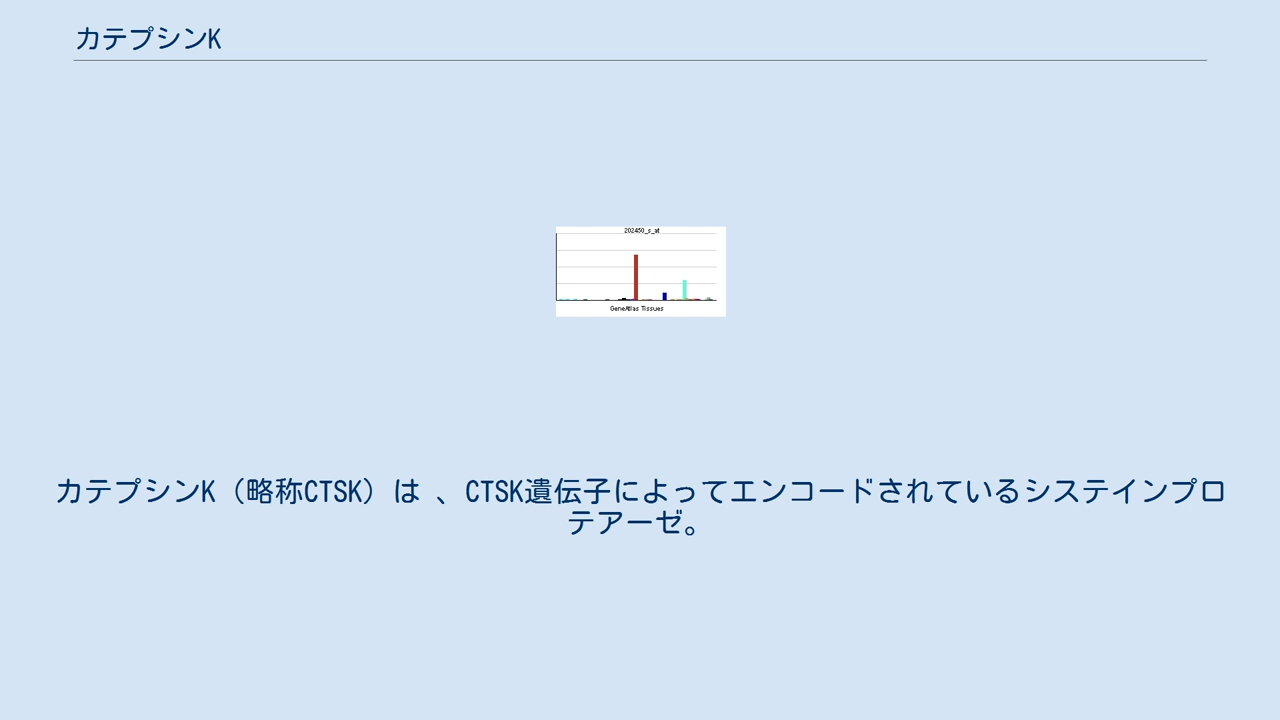 カテプシンK
202450_s_at
GeneAtlas Tissues
カテプシンK（略称CTSK）は 、CTSK遺伝子によってエンコードされているシステインプロ
テアーゼ。